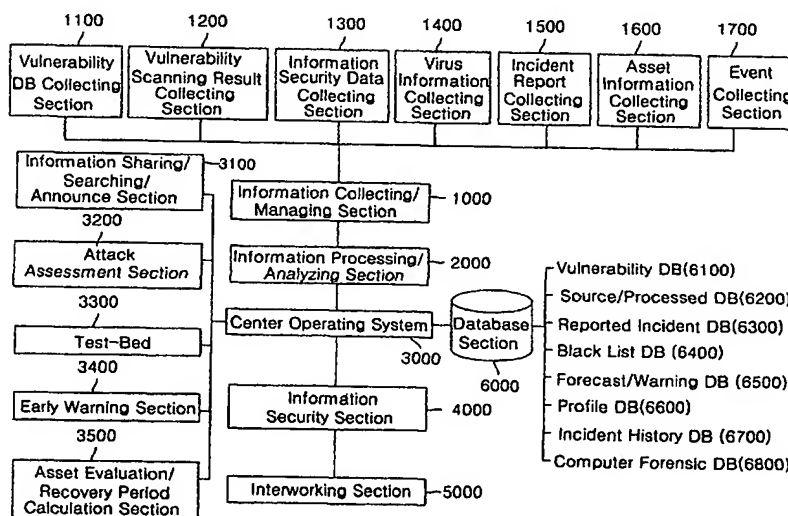 1100
1200
1300
1400
1500
1600
1700
Vulnerability
DB Collecting
Section
Vulnerability
Scanning Result
Collecting
Section
Information
Security Data
Collecting
Section
Virus
Information
Collecting
Section
Incident
Report
Collecting
Section
Asset
Information
Collecting
Section
Event
Collecting
Section
Information Sharing/
Searching/
Announce Section
3100
3200
Attack
Assessment Section
3300
Test-Bed
3400
Early Warning Section
3500
Asset Evaluation/
Recovery Period
Calculation Section
Information Collecting/
Managing Section
1000
Information Processing/
Analyzing Section
2000
Center Operating System
3000
Information
Security Section
4000
Interworking Section
5000
Database
Section
6000
Vulnerability DB(6100)
Source/Processed DB(6200)
Reported Incident DB(6300)
Black List DB (6400)
Forecast/Warning DB (6500)
Profile DB(6600)
Incident History DB (6700)
Computer Forensic DB(6800)